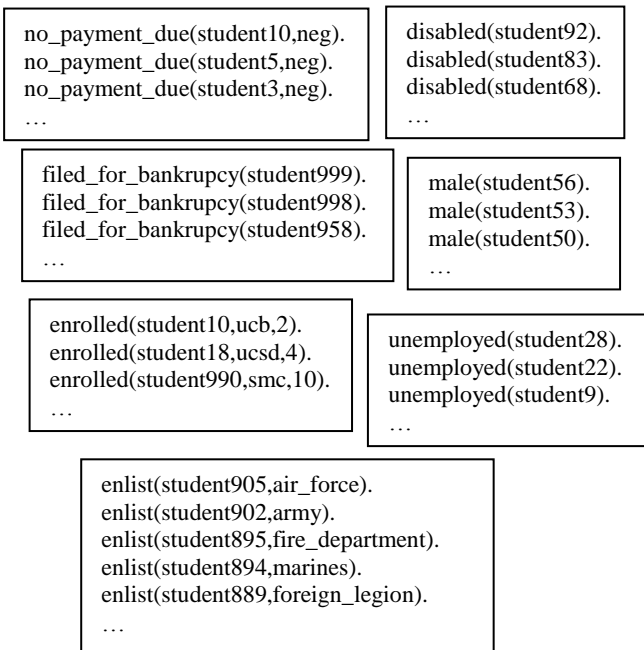 no_payment_due(student10,neg).
no_payment_due(student5,neg).
no_payment_due(student3,neg).
…
disabled(student92).
disabled(student83).
disabled(student68).
…
filed_for_bankrupcy(student999).
filed_for_bankrupcy(student998).
filed_for_bankrupcy(student958).
…
male(student56).
male(student53).
male(student50).
…
enrolled(student10,ucb,2).
enrolled(student18,ucsd,4).
enrolled(student990,smc,10).
…
unemployed(student28).
unemployed(student22).
unemployed(student9).
…
enlist(student905,air_force).
enlist(student902,army).
enlist(student895,fire_department).
enlist(student894,marines).
enlist(student889,foreign_legion).
…